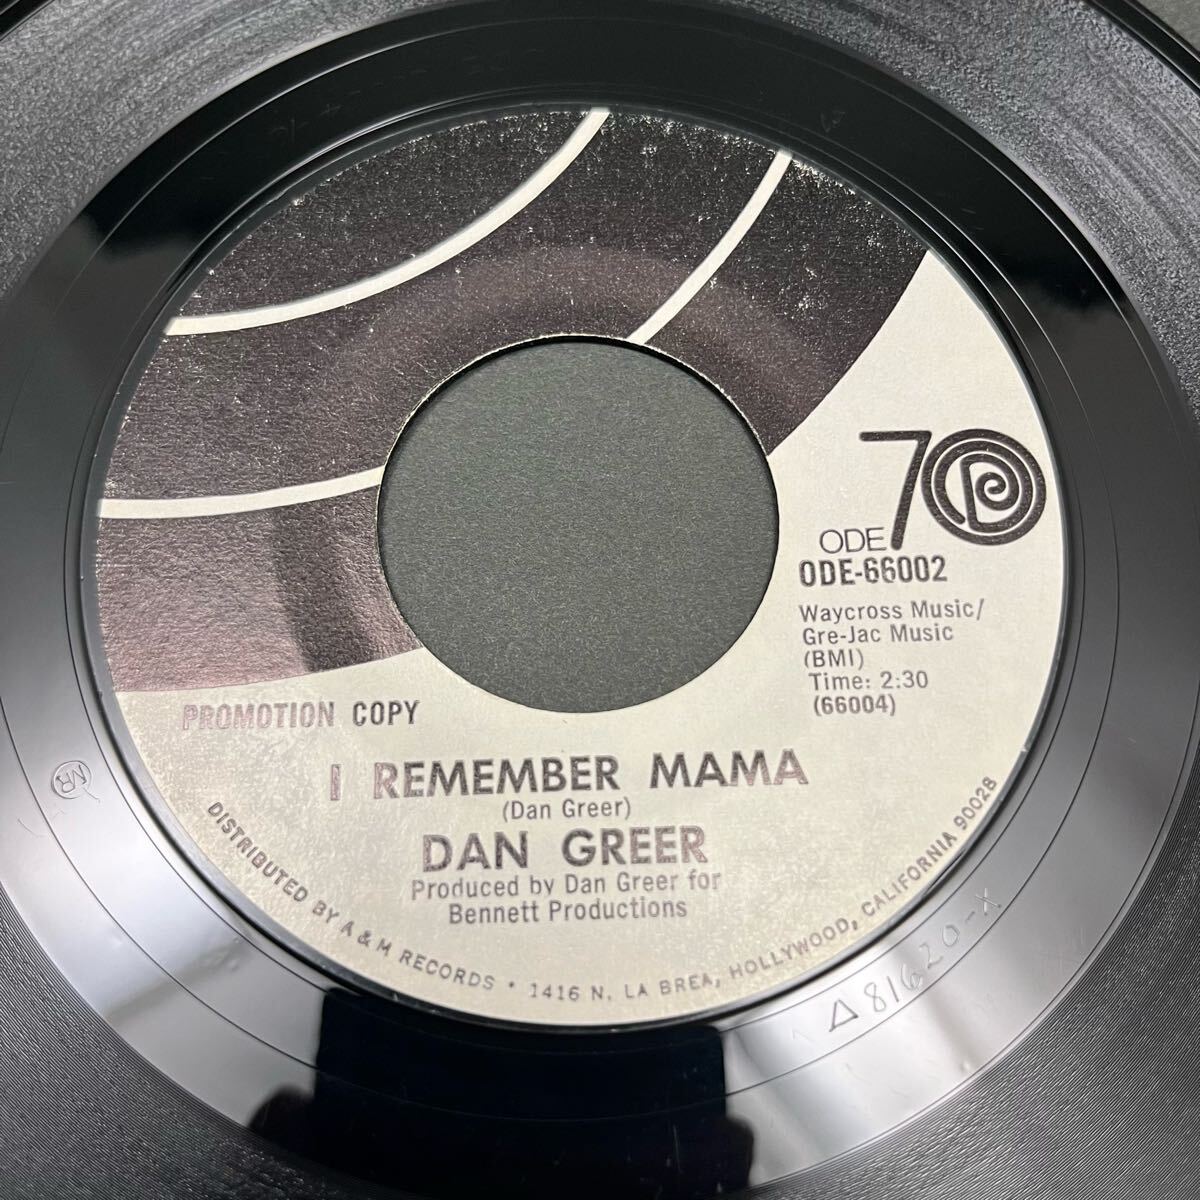 ODE 70
ODE-66002
Waycross Music/
Gre-Jac Music
(BMI)
Time: 2:30
(66004)
PROMOTION COPY
I REMEMBER MAMA
(Dan Greer)
DAN GREER
Produced by Dan Greer for
Bennett Productions
DISTRIBUTED BY A & M RECORDS • 1416 N. LA BREA, HOLLYWOOD, CALIFORNIA 90028
MR
△81620-X